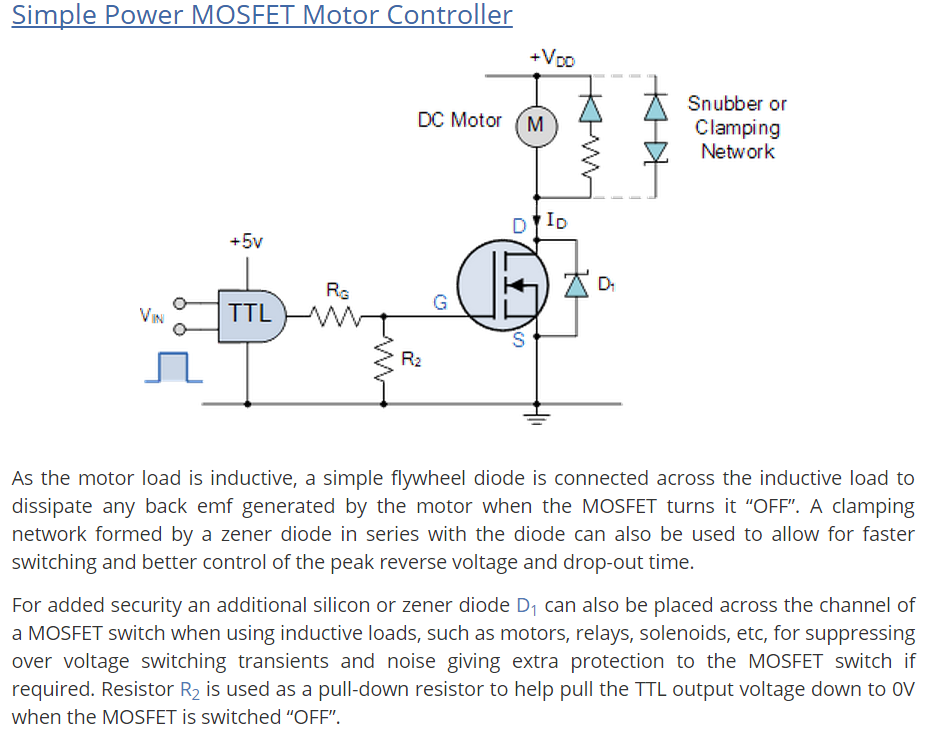 Simple Power MOSFET Motor Controller
+VDD
DC Motor
M
Snubber or
Clamping
Network
D
ID
+5v
D1
RG
G
VIN
TTL
S
R2
As the motor load is inductive, a simple flywheel diode is connected across the inductive load to
dissipate any back emf generated by the motor when the MOSFET turns it “OFF”. A clamping
network formed by a zener diode in series with the diode can also be used to allow for faster
switching and better control of the peak reverse voltage and drop-out time.
For added security an additional silicon or zener diode D1 can also be placed across the channel of
a MOSFET switch when using inductive loads, such as motors, relays, solenoids, etc, for suppressing
over voltage switching transients and noise giving extra protection to the MOSFET switch if
required. Resistor R2 is used as a pull-down resistor to help pull the TTL output voltage down to 0V
when the MOSFET is switched “OFF”.